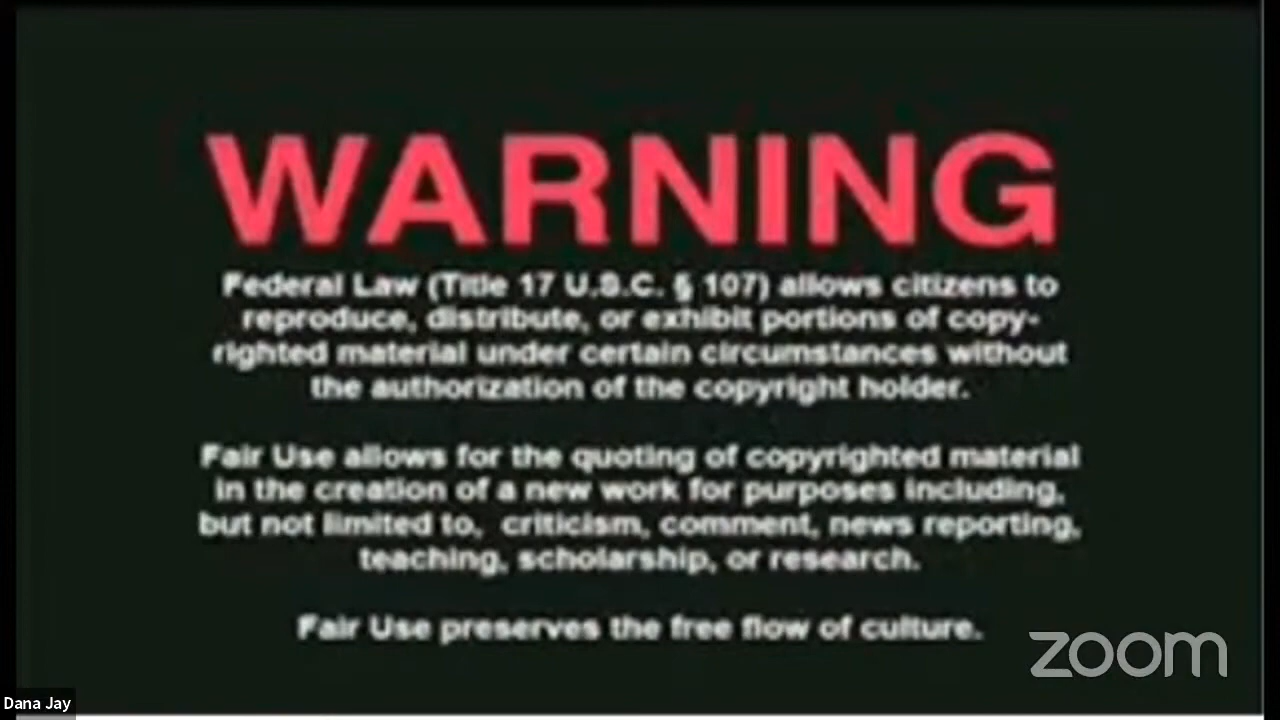 WARNING
Federal Law (Title 17 U.S.C. § 107) allows citizens to
reproduce, distribute, or exhibit portions of copy-
righted material under certain circumstances without
the authorization of the copyright holder.
Fair Use allows for the quoting of copyrighted material
in the creation of a new work for purposes including,
but not limited to, criticism, comment, news reporting,
teaching, scholarship, or research.
Fair Use preserves the free flow of culture.
zoom
Dana Jay